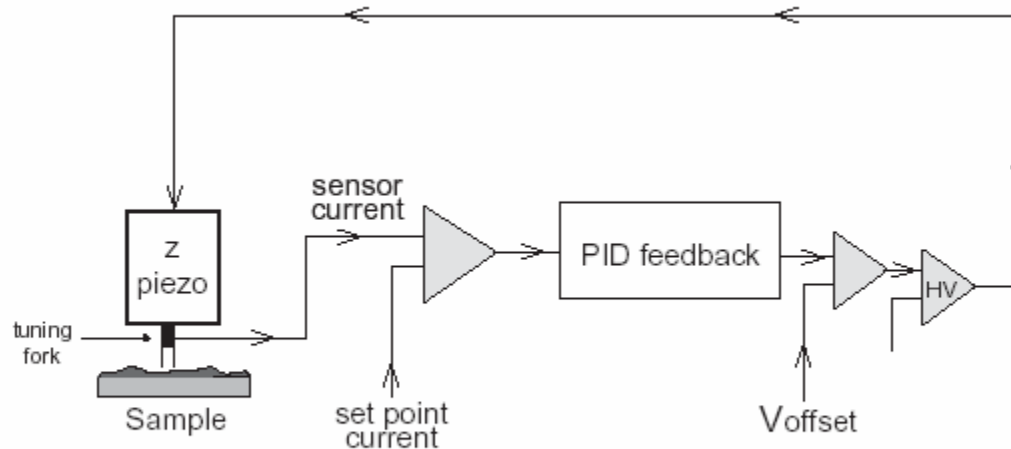 sensor
current
z
piezo
PID feedback
HV
tuning
fork
Sample
set point
current
Voffset